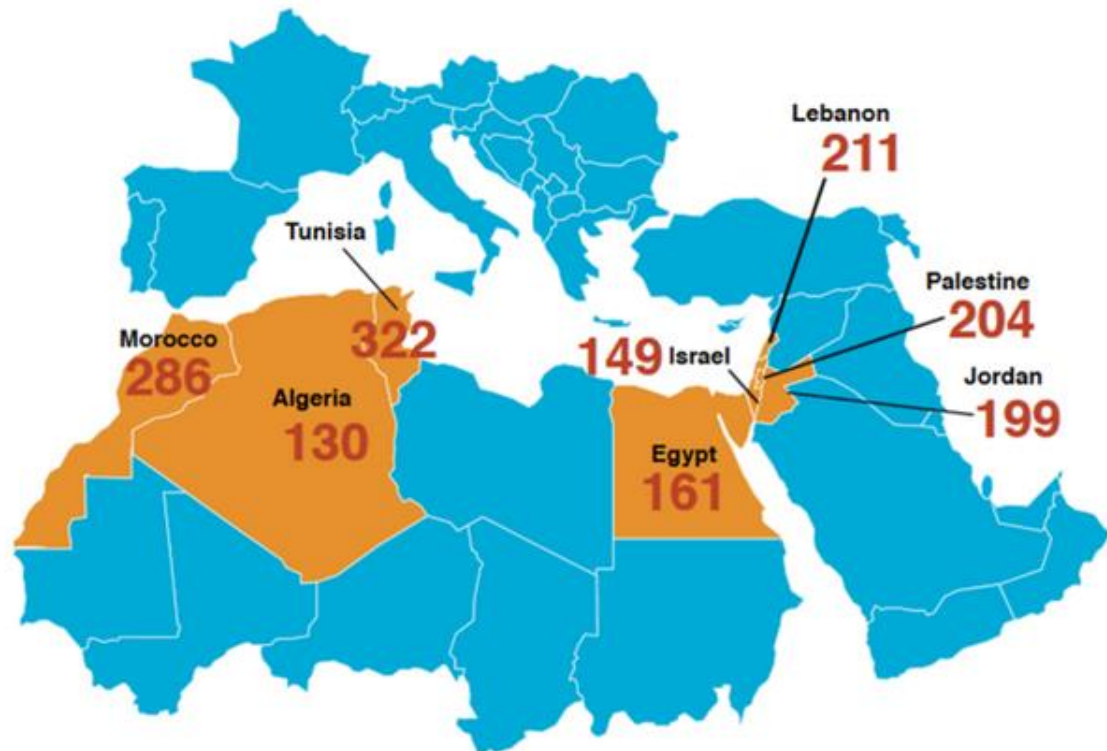 Lebanon
211
Tunisia
Palestine
204
Morocco
286
322
149 Israel
Jordan
199
Algeria
130
Egypt
161